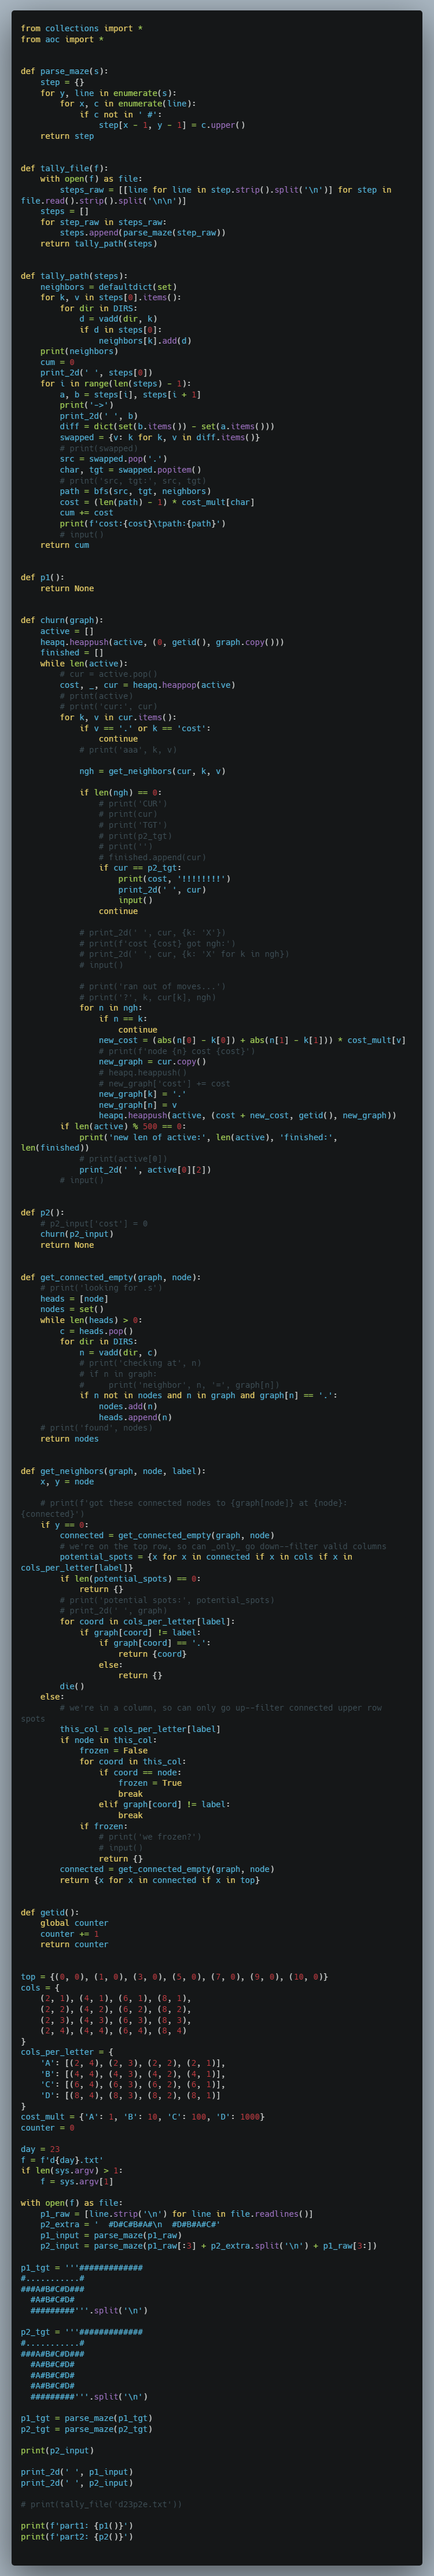 from collections import *
from aoc import *
def parse_maze(s):
    step = {}
    for y, line in enumerate(s):
        for x, c in enumerate(line):
            if c not in ' #':
                step[x - 1, y - 1] = c.upper()
    return step
def tally_file(f):
    with open(f) as file:
        steps_raw = [[line for line in step.strip().split('\n')] for step in
file.read().strip().split('\n\n')]
    steps = []
    for step_raw in steps_raw:
        steps.append(parse_maze(step_raw))
    return tally_path(steps)
def tally_path(steps):
    neighbors = defaultdict(set)
    for k, v in steps[0].items():
        for dir in DIRS:
            d = vadd(dir, k)
            if d in steps[0]:
                neighbors[k].add(d)
    print(neighbors)
    cum = 0
    print_2d(' ', steps[0])
    for i in range(len(steps) - 1):
        a, b = steps[i], steps[i + 1]
        print('->')
        print_2d(' ', b)
        diff = dict(set(b.items()) - set(a.items()))
        swapped = {v: k for k, v in diff.items()}
        # print(swapped)
        src = swapped.pop('.')
        char, tgt = swapped.popitem()
        # print('src, tgt:', src, tgt)
        path = bfs(src, tgt, neighbors)
        cost = (len(path) - 1) * cost_mult[char]
        cum += cost
        print(f'cost:{cost}\tpath:{path}')
        # input()
    return cum
def p1():
    return None
def churn(graph):
    active = []
    heapq.heappush(active, (0, getid(), graph.copy()))
    finished = []
    while len(active):
        # cur = active.pop()
        cost, _, cur = heapq.heappop(active)
        # print(active)
        # print('cur:', cur)
        for k, v in cur.items():
            if v == '.' or k == 'cost':
                continue
            # print('aaa', k, v)
            ngh = get_neighbors(cur, k, v)
            if len(ngh) == 0:
                # print('CUR')
                # print(cur)
                # print('TGT')
                # print(p2_tgt)
                # print('')
                # finished.append(cur)
                if cur == p2_tgt:
                    print(cost, '!!!!!!!!')
                    print_2d(' ', cur)
                    input()
                continue
            # print_2d(' ', cur, {k: 'X'})
            # print(f'cost {cost} got ngh:')
            # print_2d(' ', cur, {k: 'X' for k in ngh})
            # input()
            # print('ran out of moves...')
            # print('?', k, cur[k], ngh)
            for n in ngh:
                if n == k:
                    continue
                new_cost = (abs(n[0] - k[0]) + abs(n[1] - k[1])) * cost_mult[v]
                # print(f'node {n} cost {cost}')
                new_graph = cur.copy()
                # heapq.heappush()
                # new_graph['cost'] += cost
                new_graph[k] = '.'
                new_graph[n] = v
                heapq.heappush(active, (cost + new_cost, getid(), new_graph))
        if len(active) % 500 == 0:
            print('new len of active:', len(active), 'finished:',
len(finished))
            # print(active[0])
            print_2d(' ', active[0][2])
        # input()
def p2():
    # p2_input['cost'] = 0
    churn(p2_input)
    return None
def get_connected_empty(graph, node):
    # print('looking for .s')
    heads = [node]
    nodes = set()
    while len(heads) > 0:
        c = heads.pop()
        for dir in DIRS:
            n = vadd(dir, c)
            # print('checking at', n)
            # if n in graph:
            #     print('neighbor', n, '=', graph[n])
            if n not in nodes and n in graph and graph[n] == '.':
                nodes.add(n)
                heads.append(n)
    # print('found', nodes)
    return nodes
def get_neighbors(graph, node, label):
    x, y = node
    # print(f'got these connected nodes to {graph[node]} at {node}:
{connected}')
    if y == 0:
        connected = get_connected_empty(graph, node)
        # we're on the top row, so can _only_ go down--filter valid columns
        potential_spots = {x for x in connected if x in cols if x in
cols_per_letter[label]}
        if len(potential_spots) == 0:
            return {}
        # print('potential spots:', potential_spots)
        # print_2d(' ', graph)
        for coord in cols_per_letter[label]:
            if graph[coord] != label:
                if graph[coord] == '.':
                    return {coord}
                else:
                    return {}
        die()
    else:
        # we're in a column, so can only go up--filter connected upper row
spots
        this_col = cols_per_letter[label]
        if node in this_col:
            frozen = False
            for coord in this_col:
                if coord == node:
                    frozen = True
                    break
                elif graph[coord] != label:
                    break
            if frozen:
                # print('we frozen?')
                # input()
                return {}
        connected = get_connected_empty(graph, node)
        return {x for x in connected if x in top}
def getid():
    global counter
    counter += 1
    return counter
top = {(0, 0), (1, 0), (3, 0), (5, 0), (7, 0), (9, 0), (10, 0)}
cols = {
    (2, 1), (4, 1), (6, 1), (8, 1),
    (2, 2), (4, 2), (6, 2), (8, 2),
    (2, 3), (4, 3), (6, 3), (8, 3),
    (2, 4), (4, 4), (6, 4), (8, 4)
}
cols_per_letter = {
    'A': [(2, 4), (2, 3), (2, 2), (2, 1)],
    'B': [(4, 4), (4, 3), (4, 2), (4, 1)],
    'C': [(6, 4), (6, 3), (6, 2), (6, 1)],
    'D': [(8, 4), (8, 3), (8, 2), (8, 1)]
}
cost_mult = {'A': 1, 'B': 10, 'C': 100, 'D': 1000}
counter = 0
day = 23
f = f'd{day}.txt'
if len(sys.argv) > 1:
    f = sys.argv[1]
with open(f) as file:
    p1_raw = [line.strip('\n') for line in file.readlines()]
    p2_extra = '  #D#C#B#A#\n  #D#B#A#C#'
    p1_input = parse_maze(p1_raw)
    p2_input = parse_maze(p1_raw[:3] + p2_extra.split('\n') + p1_raw[3:])
p1_tgt = '''#############
#...........#
###A#B#C#D###
  #A#B#C#D#
  #########'''.split('\n')
p2_tgt = '''#############
#...........#
###A#B#C#D###
  #A#B#C#D#
  #A#B#C#D#
  #A#B#C#D#
  #########'''.split('\n')
p1_tgt = parse_maze(p1_tgt)
p2_tgt = parse_maze(p2_tgt)
print(p2_input)
print_2d(' ', p1_input)
print_2d(' ', p2_input)
# print(tally_file('d23p2e.txt'))
print(f'part1: {p1()}')
print(f'part2: {p2()}')